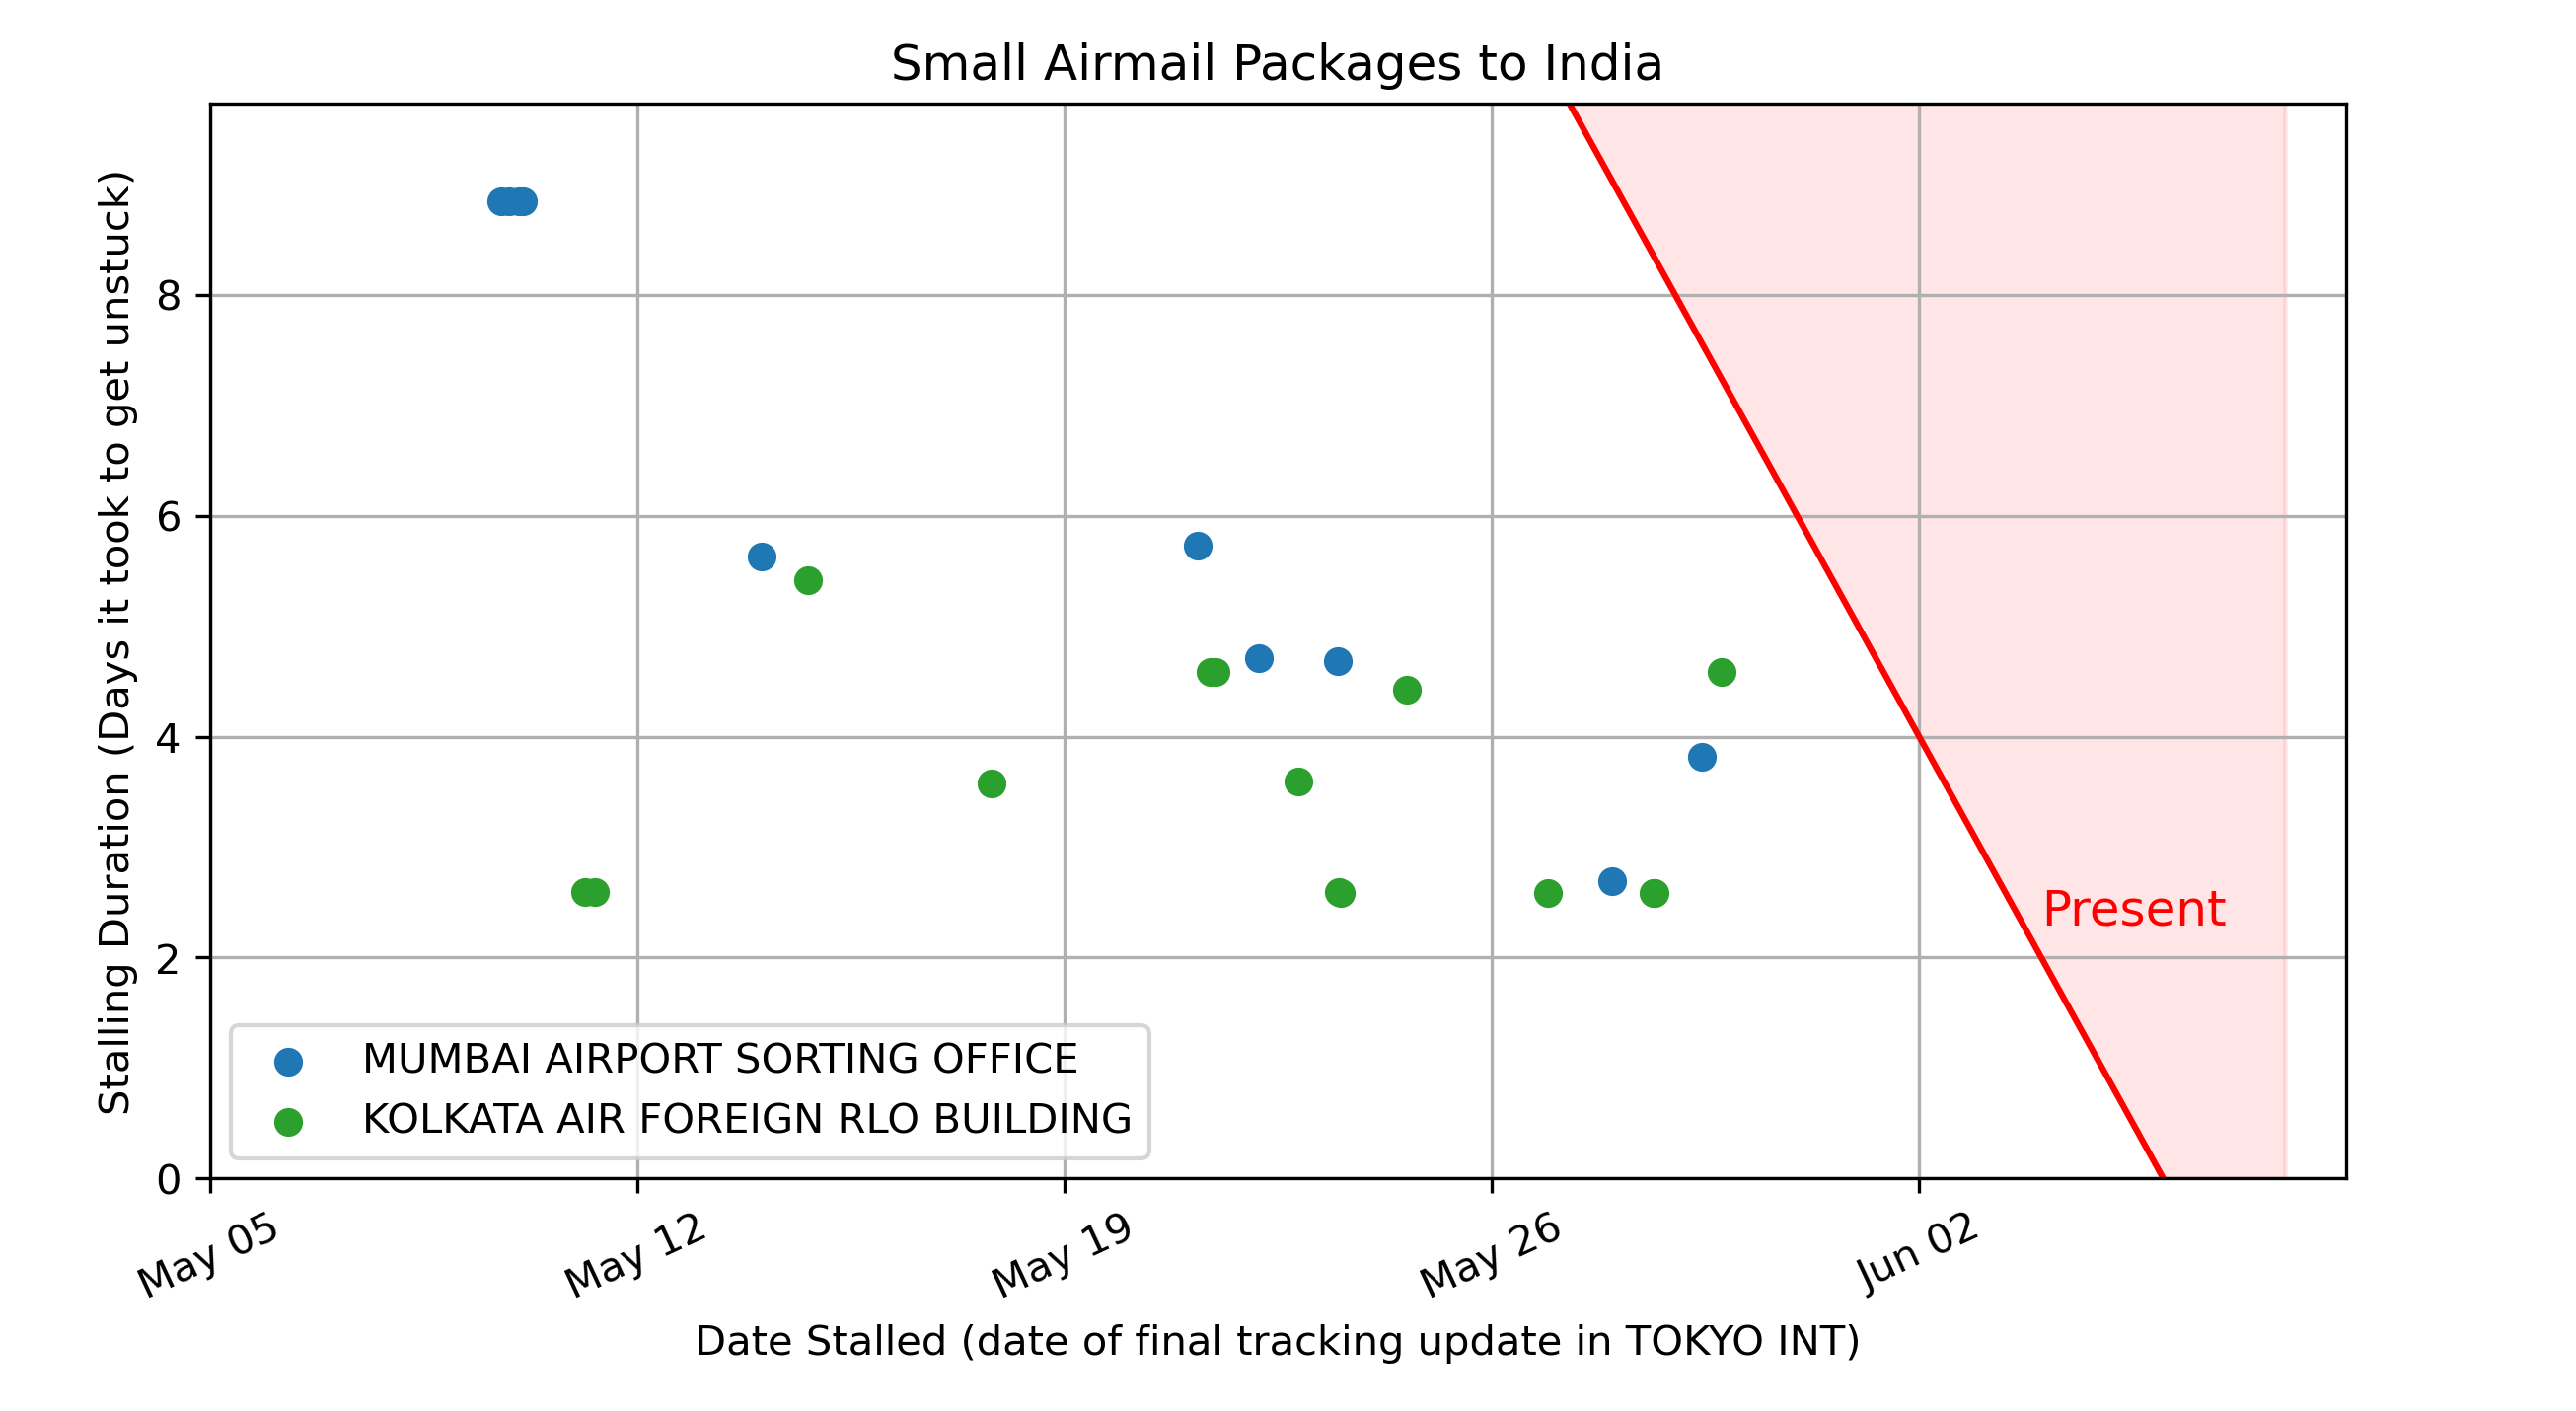 Small Airmail Packages to India
Stalling Duration (Days it took to get unstuck)
8
6
4
2
0
Present
MUMBAI AIRPORT SORTING OFFICE
KOLKATA AIR FOREIGN RLO BUILDING
May 05
May 12
May 19
May 26
Jun 02
Date Stalled (date of final tracking update in TOKYO INT)